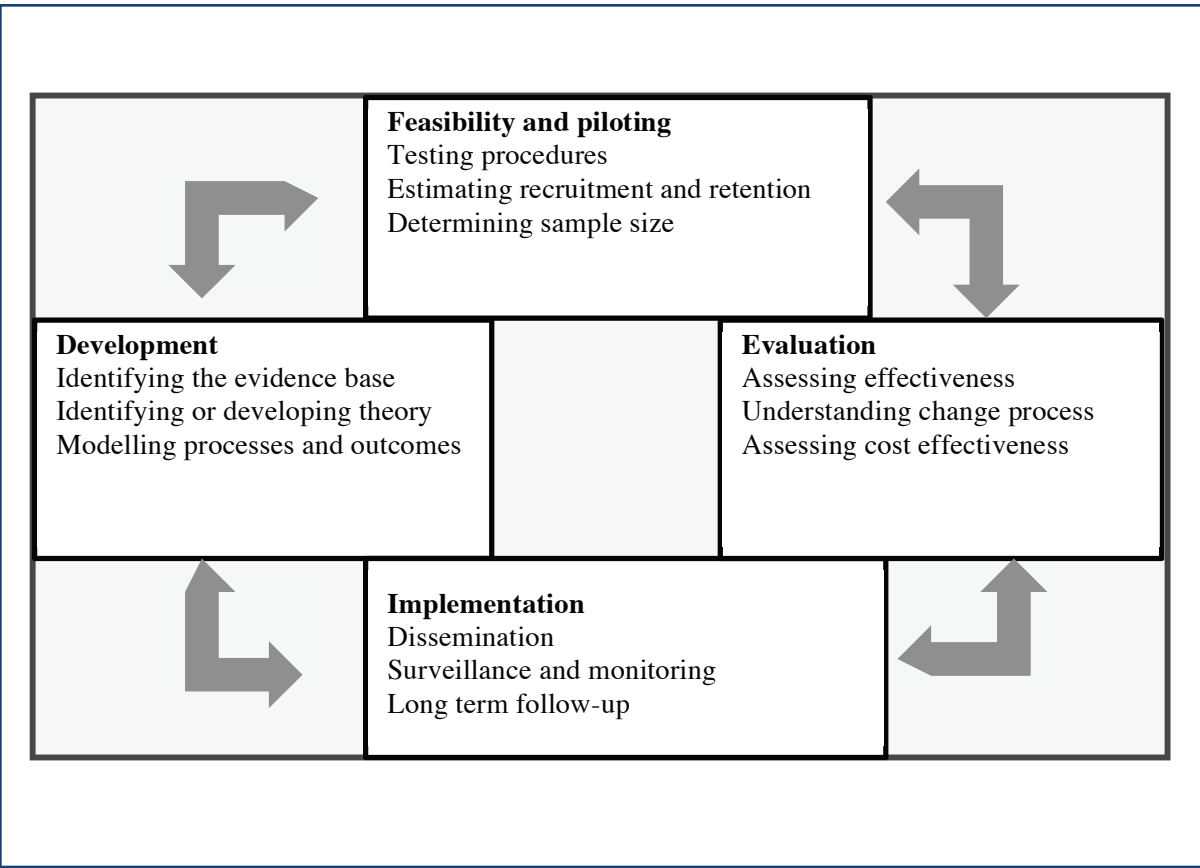 Feasibility and piloting
Testing procedures
Estimating recruitment and retention
Determining sample size
Development
Identifying the evidence base
Identifying or developing theory
Modelling processes and outcomes
Evaluation
Assessing effectiveness
Understanding change process
Assessing cost effectiveness
Implementation
Dissemination
Surveillance and monitoring
Long term follow-up